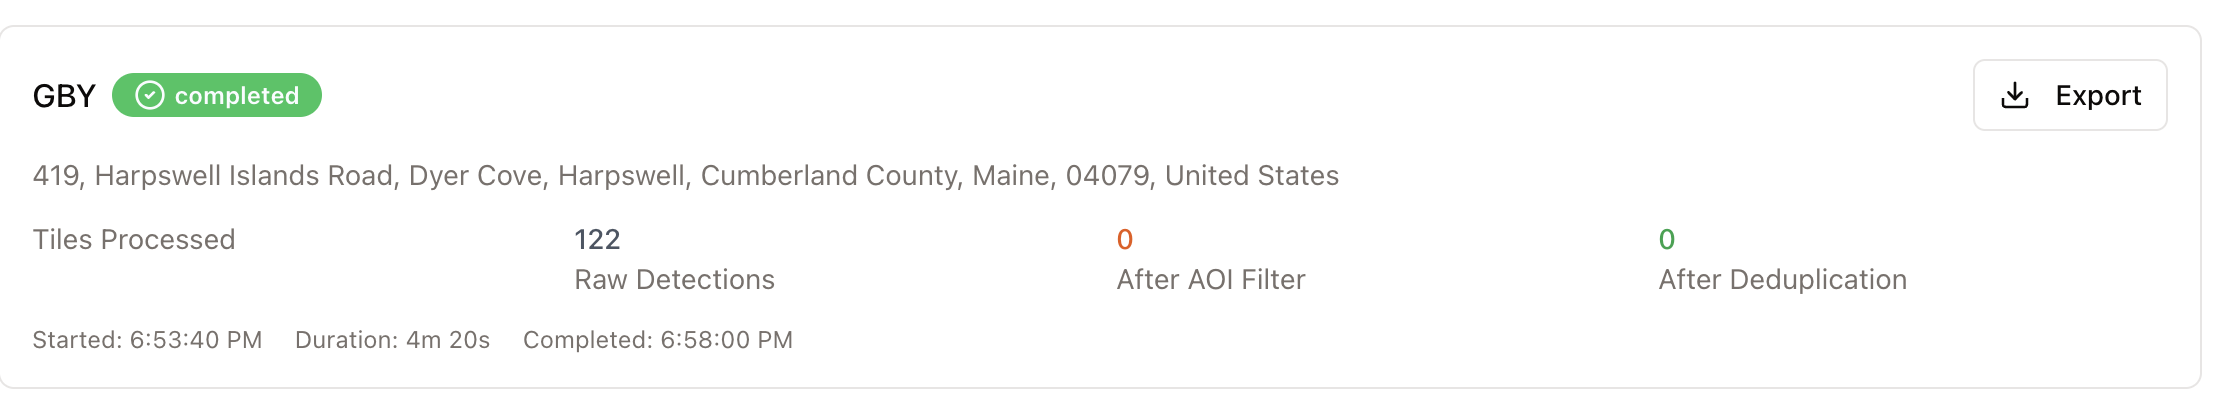 GBY completed Export
419, Harpswell Islands Road, Dyer Cove, Harpswell, Cumberland County, Maine, 04079, United States
Tiles Processed 122 0 0
Raw Detections After AOI Filter After Deduplication
Started: 6:53:40 PM Duration: 4m 20s Completed: 6:58:00 PM